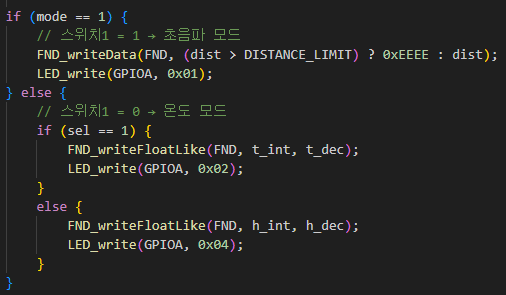 if (mode == 1) {
    // 스위치1 = 1 → 초음파 모드
    FND_writeData(FND, (dist > DISTANCE_LIMIT) ? 0xEEEE : dist);
    LED_write(GPIOA, 0x01);
} else {
    // 스위치1 = 0 → 온도 모드
    if (sel == 1) {
        FND_writeFloatLike(FND, t_int, t_dec);
        LED_write(GPIOA, 0x02);
    }
    else {
        FND_writeFloatLike(FND, h_int, h_dec);
        LED_write(GPIOA, 0x04);
    }
}